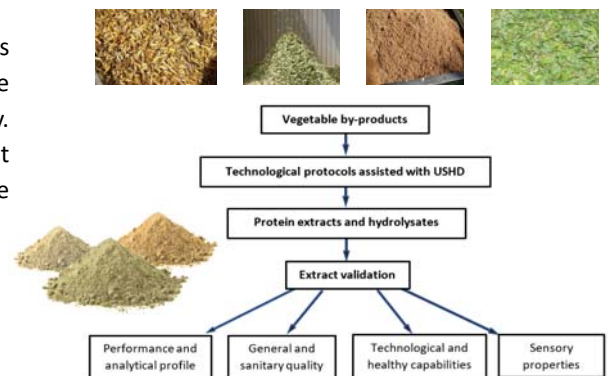 s
e
y.
t
e
Vegetable by-products
Technological protocols assisted with USHD
Protein extracts and hydrolysates
Extract validation
Performance and
analytical profile
General and
sanitary quality
Technological and
healthy capabilities
Sensory
properties